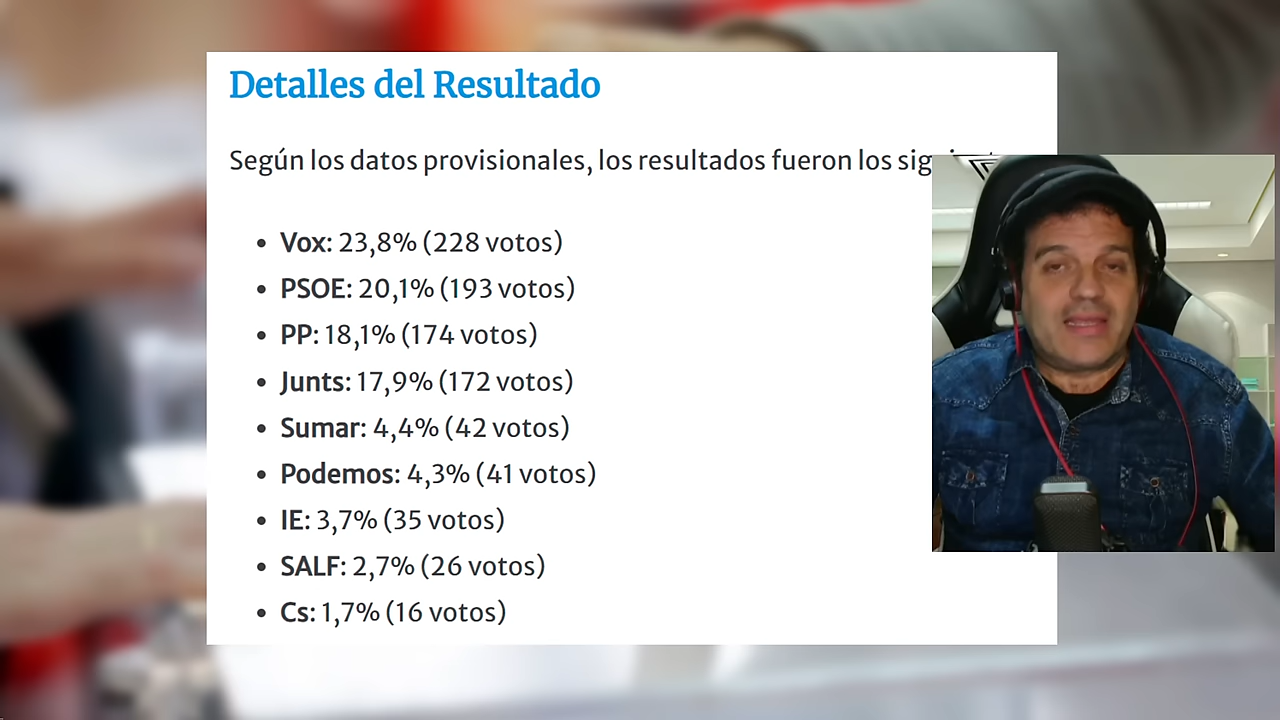 Detalles del Resultado
Según los datos provisionales, los resultados fueron los
• Vox: 23,8% (228 votos)
• PSOE: 20,1% (193 votos)
• PP: 18,1% (174 votos)
• Junts: 17,9% (172 votos)
• Sumar: 4,4% (42 votos)
• Podemos: 4,3% (41 votos)
• IE: 3,7% (35 votos)
• SALF: 2,7% (26 votos)
• Cs: 1,7% (16 votos)